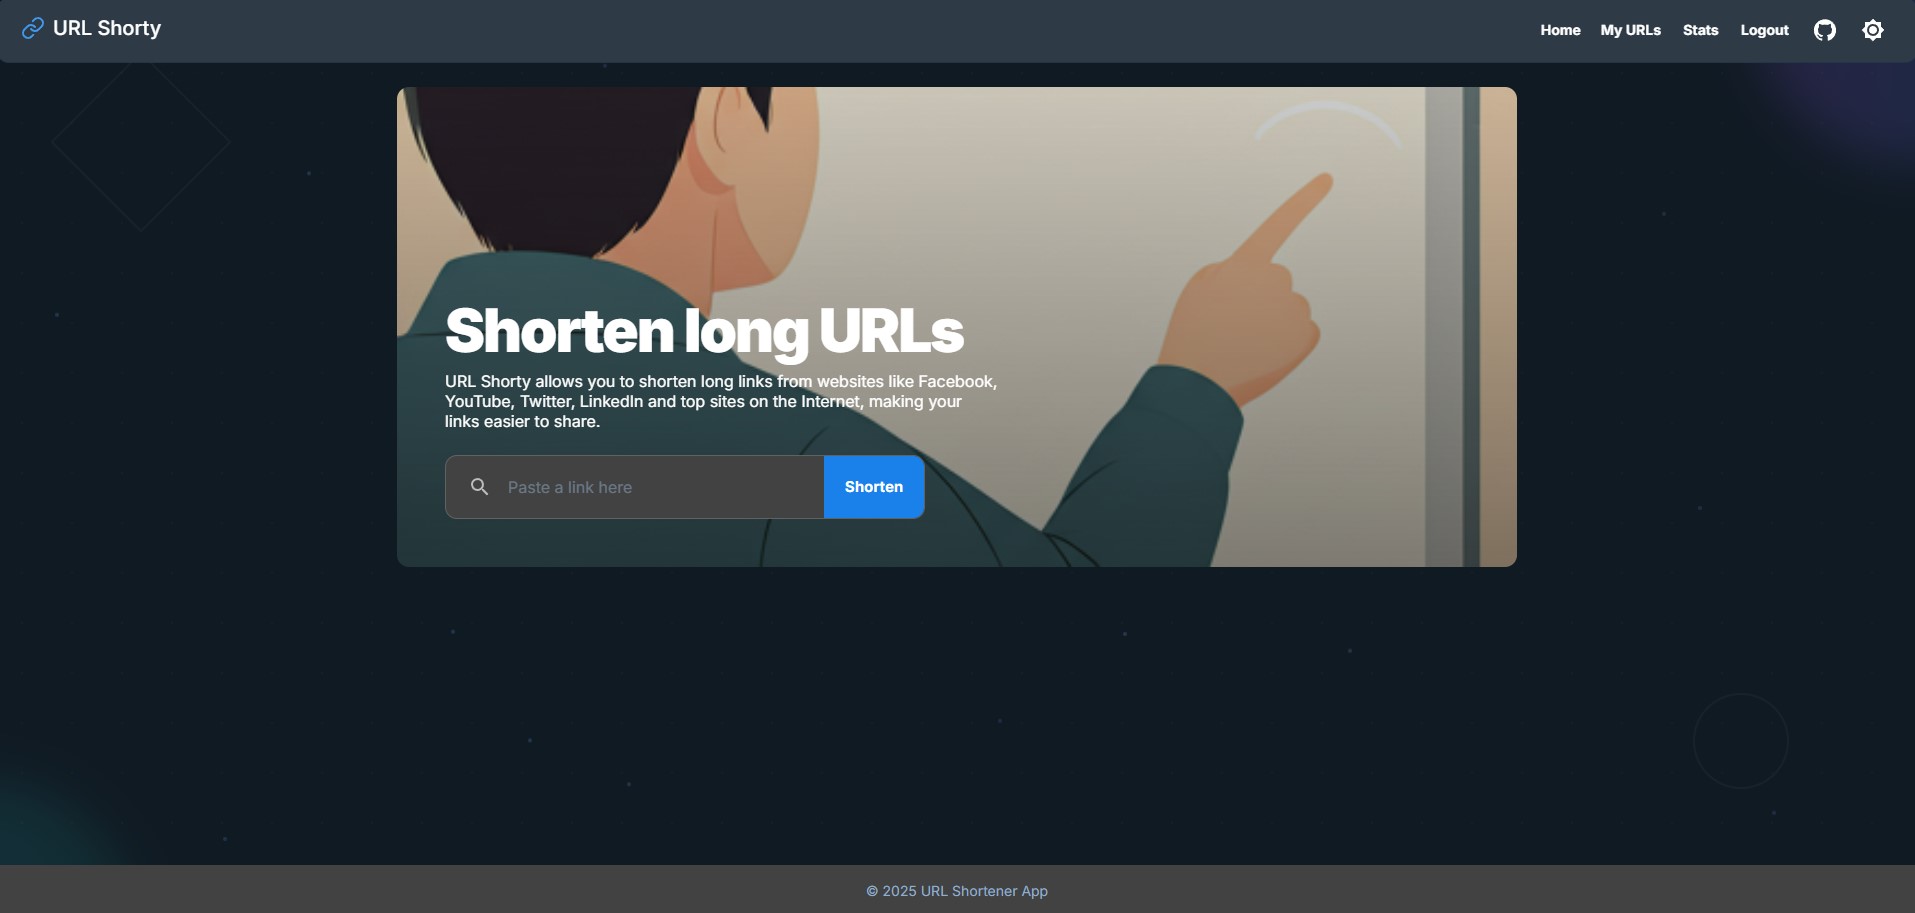 URL Shorty
Home
My URLs
Stats
Logout
Shorten long URLs
URL Shorty allows you to shorten long links from websites like Facebook,
YouTube, Twitter, LinkedIn and top sites on the Internet, making your
links easier to share.
Paste a link here
Shorten
© 2025 URL Shortener App